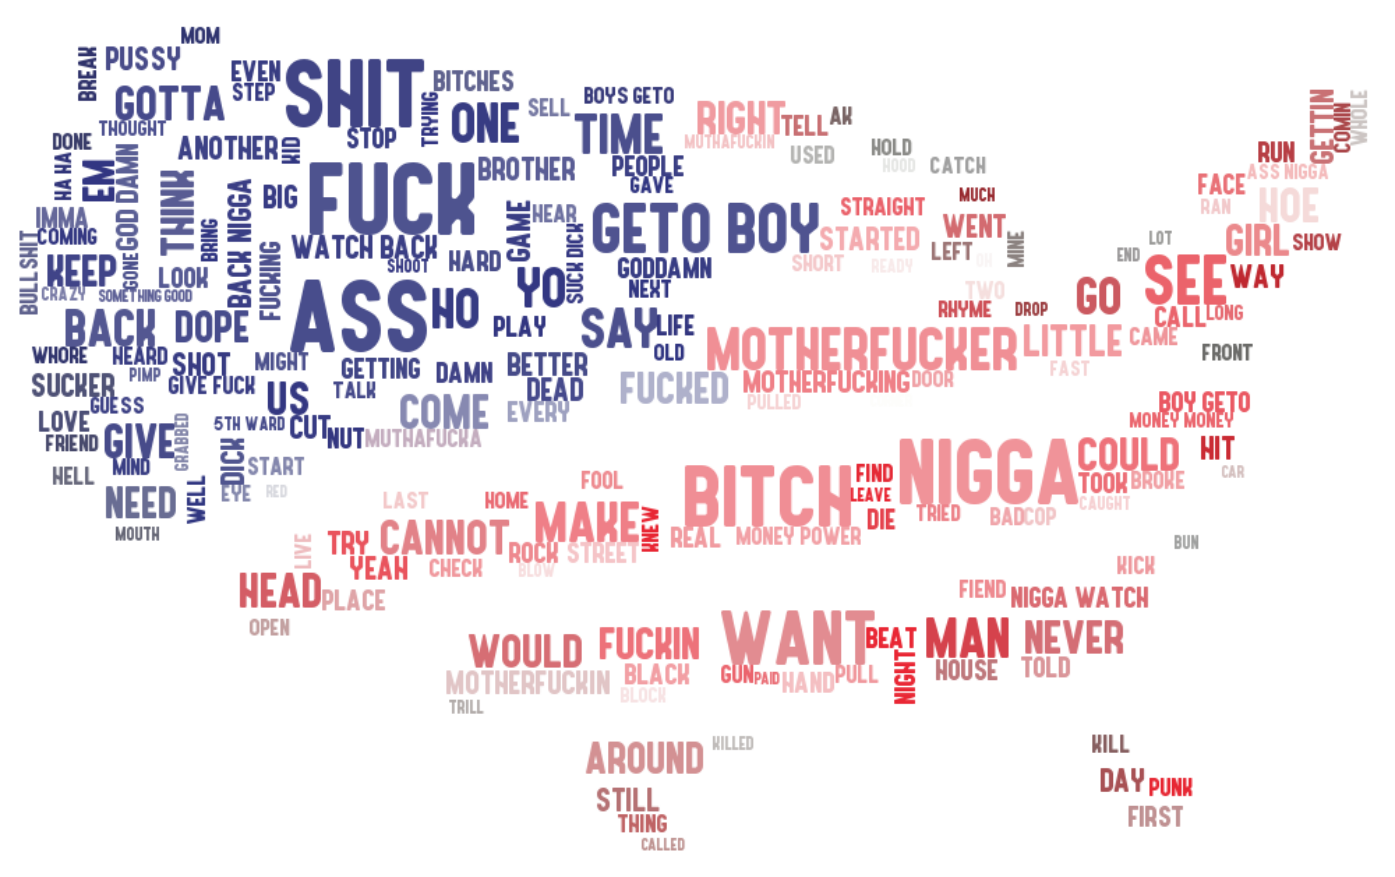 MOM
BREAK
PUSSY
EVEN
SHIT
BITCHES
STEP
GOTTA
TRYING
SELL
BOYS GETO
ONE
TIME
RIGHT
TELL
AK
GETTIN
COMIN
WHOLE
THOUGHT
STOP
MUTHAFUCKIN
DONE
ANOTHER
KID
USED
HOLD
HOOD
CATCH
RUN
HA HA
EM
GOD DAMN
THINK
FUCK
BROTHER
PEOPLE
GAVE
FACE
ASS NIGGA
BIG
BACK NIGGA
MUCH
RAN
HOE
IMMA
COMING
BRING
GAME
HEAR
GETO BOY
STRAIGHT
WENT
BULLSHIT
KEEP
GONE
WATCH BACK
SUCK DICK
STARTED
LEFT
OH
MINE
LOT
END
GIRL
SHOW
LOOK
FUCKING
SHOOT
HARD
YO
GODDAMN
SHORT
READY
CRAZY
SOMETHING GOOD
NEXT
TWO
GO
SEE
WAY
BACK
DOPE
ASS
HO
PLAY
SAY
LIFE
RHYME
DROP
CALL
LONG
WHORE
HEARD
SHOT
MIGHT
GETTING
DAMN
BETTER
OLD
MOTHERFUCKER
LITTLE
CAME
FRONT
PIMP
SUCKER
GIVE FUCK
US
TALK
DEAD
FUCKED
MOTHERFUCKING
DOOR
FAST
GUESS
COME
EVERY
PULLED
BOY GETO
LOVE
GRABBED
5TH WARD
CUT
NUT
MUTHAFUCKA
MONEY MONEY
FRIEND
GIVE
DICK
NIGGA
COULD
HIT
MIND
START
BITCH
FIND
HELL
WELL
EYE
RED
LAST
HOME
FOOL
LEAVE
TOOK
BROKE
CAR
NEED
MAKE
KNEW
DIE
TRIED
BAD
COP
CAUGHT
MOUTH
LIVE
TRY
CANNOT
ROCK
STREET
REAL
MONEY POWER
BUN
YEAH
CHECK
BLOW
KICK
HEAD
PLACE
FIEND
NIGGA WATCH
OPEN
WOULD
FUCKIN
WANT
BEAT
MAN
NEVER
MOTHERFUCKIN
BLACK
GUN
PAID
HAND
PULL
NIGHT
HOUSE
TOLD
BLOCK
TRILL
AROUND
KILLED
KILL
STILL
DAY
PUNK
THING
FIRST
CALLED